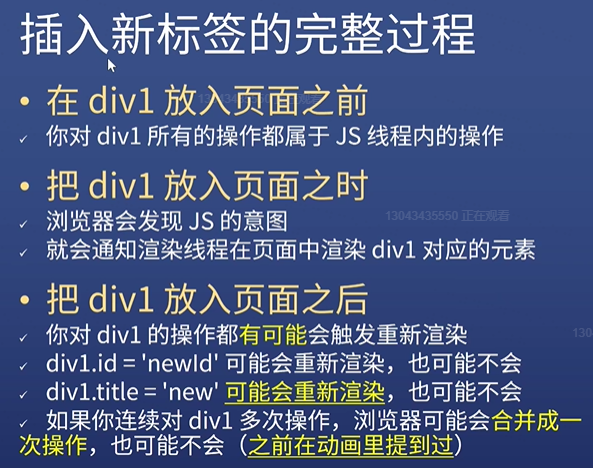 插入新标签的完整过程
• 在 div1 放入页面之前
✓ 你对 div1 所有的操作都属于 JS 线程内的操作
• 把 div1 放入页面之时
✓ 浏览器会发现 JS 的意图
13043435550 正在观看
✓ 就会通知渲染线程在页面中渲染 div1 对应的元素
• 把 div1 放入页面之后
✓ 你对 div1 的操作都有可能会触发重新渲染
✓ div1.id = 'newId' 可能会重新渲染，也可能不会
✓ div1.title = 'new' 可能会重新渲染，也可能不会
✓ 如果你连续对 div1 多次操作，浏览器可能会合并成一
次操作，也可能不会（之前在动画里提到过）